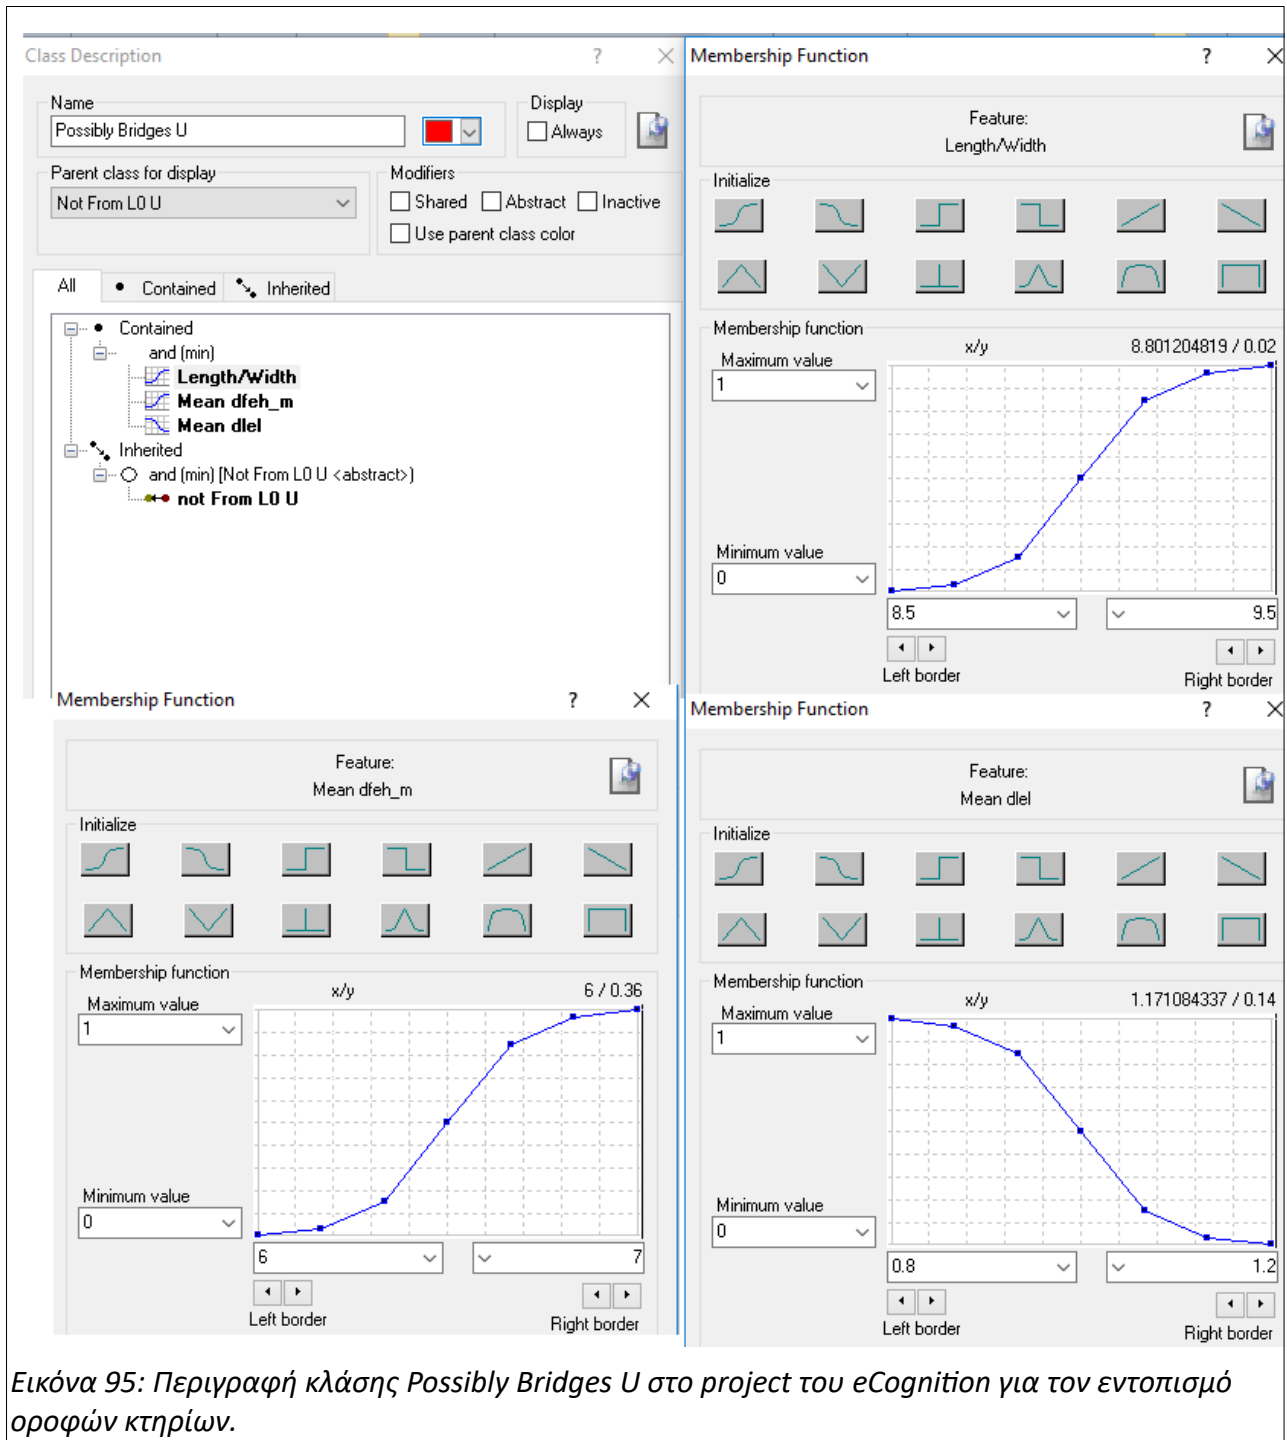 Class Description ?
Name
Possibly Bridges U
Display
Always
Parent class for display
Not From L0 U
Modifiers
Shared Abstract Inactive
Use parent class color
All Contained Inherited
Contained
and (min)
Length/Width
Mean dfeh_m
Mean dlel
Inherited
and (min) [Not From L0 U <abstract>]
not From L0 U
Membership Function ?
Feature:
Length/Width
Initialize
Membership function
Maximum value
x/y 8.801204819 / 0.02
1
Minimum value
0
8.5 9.5
Left border Right border
Membership Function ?
Feature:
Mean dfeh_m
Initialize
Membership function
Maximum value
x/y 6 / 0.36
1
Minimum value
0
6 7
Left border Right border
Membership Function ?
Feature:
Mean dlel
Initialize
Membership function
Maximum value
x/y 1.171084337 / 0.14
1
Minimum value
0
0.8 1.2
Left border Right border
Εικόνα 95: Περιγραφή κλάσης Possibly Bridges U στο project του eCognition για τον εντοπισμό
οροφών κτηρίων.